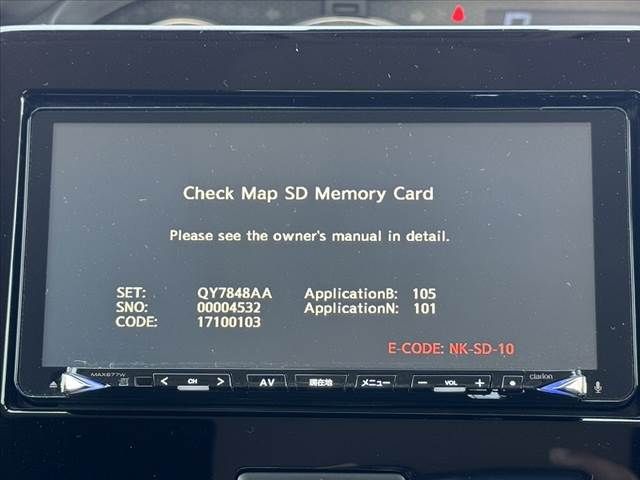 Check Map SD Memory Card
Please see the owner's manual in detail.
SET: QY7848AA ApplicationB: 105
SNO: 00004532 ApplicationN: 101
CODE: 17100103
E-CODE: NK-SD-10
MAX677W
< CH > AV 現在地 メニュー − VOL + clarion